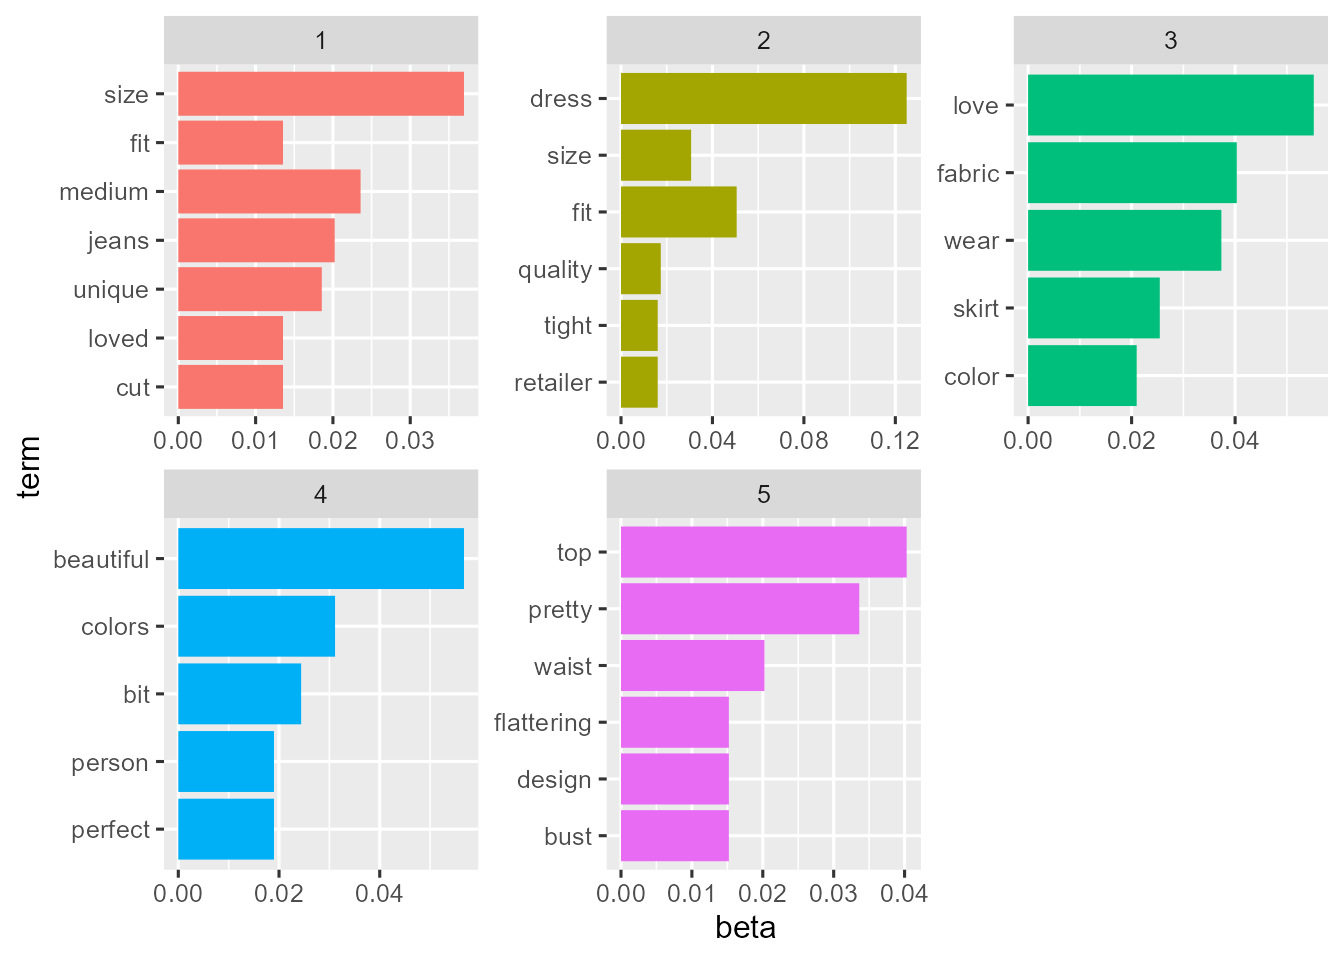 1
size
fit
medium
jeans
unique
loved
cut
0.00 0.01 0.02 0.03
2
dress
size
fit
quality
tight
retailer
0.00 0.04 0.08 0.12
3
love
fabric
wear
skirt
color
0.00 0.02 0.04
term
4
beautiful
colors
bit
person
perfect
0.00 0.02 0.04
5
top
pretty
waist
flattering
design
bust
0.00 0.01 0.02 0.03 0.04
beta